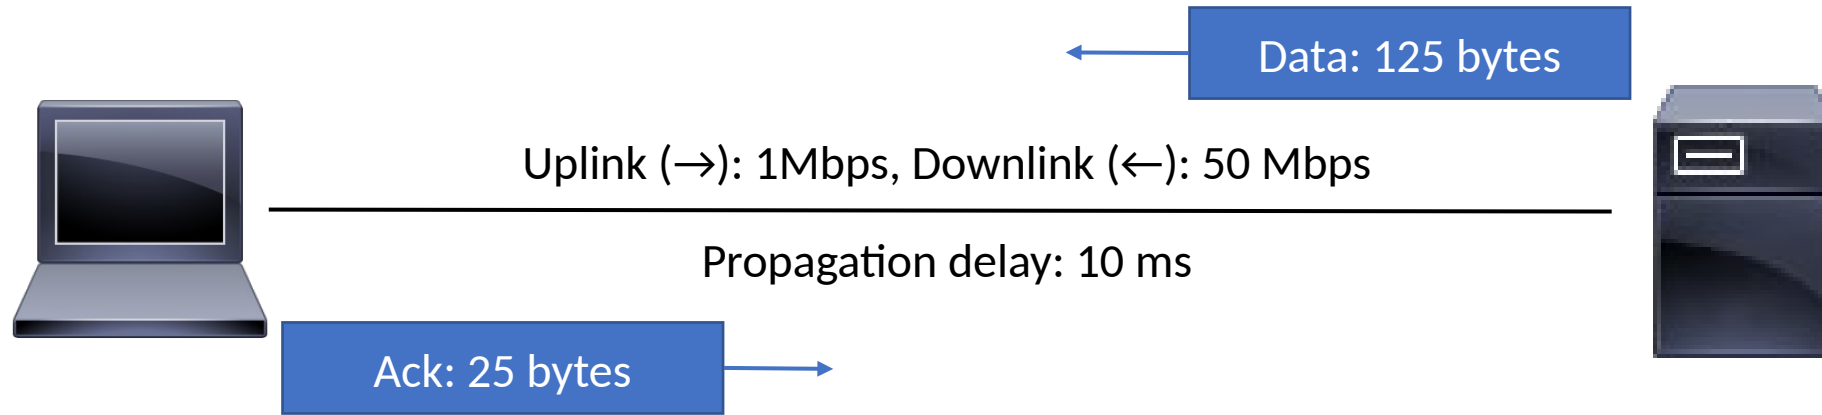 Data: 125 bytes
Uplink (→): 1Mbps, Downlink (←): 50 Mbps
Propagation delay: 10 ms
Ack: 25 bytes